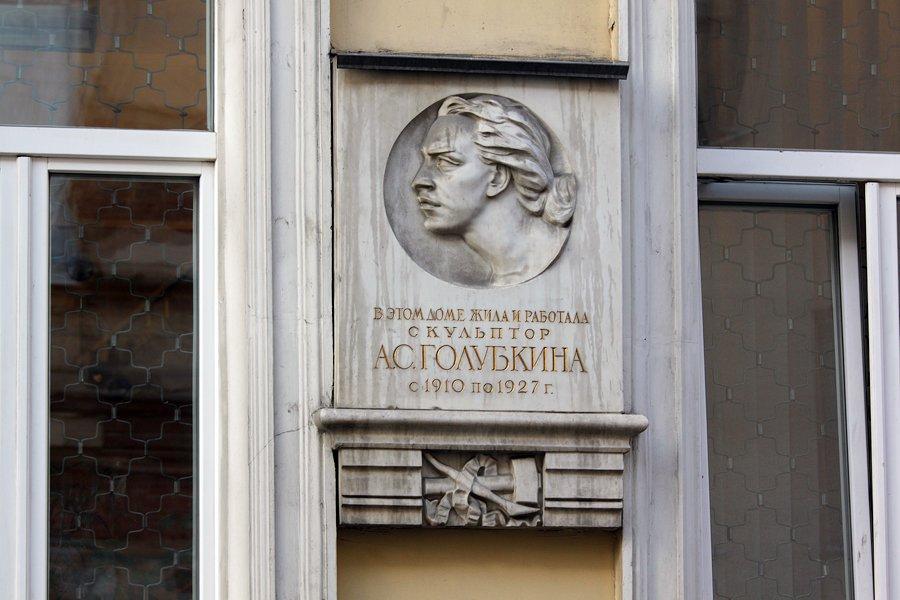 В ЭТОМ ДОМЕ ЖИЛА И РАБОТАЛА
СКУЛЬПТОР
А.С. ГОЛУБКИНА
С 1910 ПО 1927 Г.